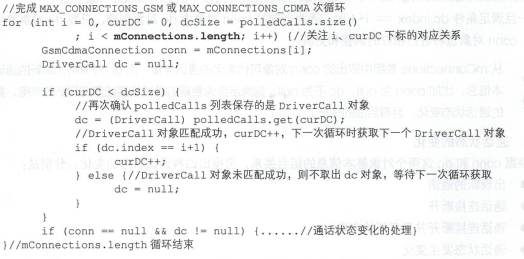 //完成 MAX_CONNECTIONS_GSM 或 MAX_CONNECTIONS_CDMA 次循环
for (int i = 0, curDC = 0, dcSize = polledCalls.size()
; i < mConnections.length; i++) {//关注 i、curDC 下标的对应关系
GsmCdmaConnection conn = mConnections[i];
DriverCall dc = null;
if (curDC < dcSize) {
//再次确认 polledCalls 列表保存的是 DriverCall 对象
dc = (DriverCall) polledCalls.get(curDC);
//DriverCall 对象匹配成功，curDC++，下一次循环时获取下一个 DriverCall 对象
if (dc.index == i+1) {
curDC++;
} else {//DriverCall 对象未匹配成功，则不取出 dc 对象，等待下一次循环获取
dc = null;
}
}
if (conn == null && dc != null) {......//通话状态变化的处理}
}//mConnections.length 循环结束